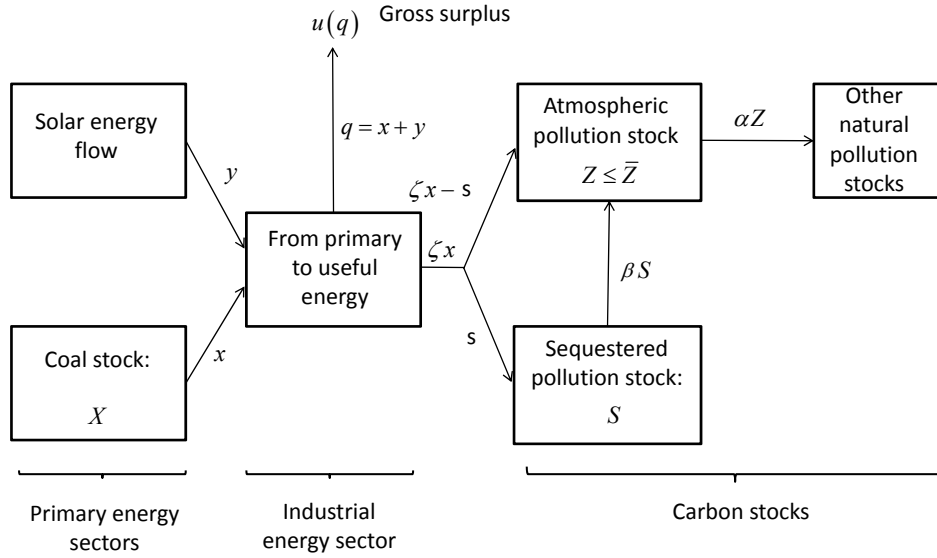 u(q)
Gross surplus
Solar energy
flow
y
q = x + y
ζx − s
Atmospheric
pollution stock
Z ≤ Z̄
αZ
Other
natural
pollution
stocks
From primary
to useful
energy
ζx
βS
Coal stock:
X
x
s
Sequestered
pollution stock:
S
Primary energy
sectors
Industrial
energy sector
Carbon stocks